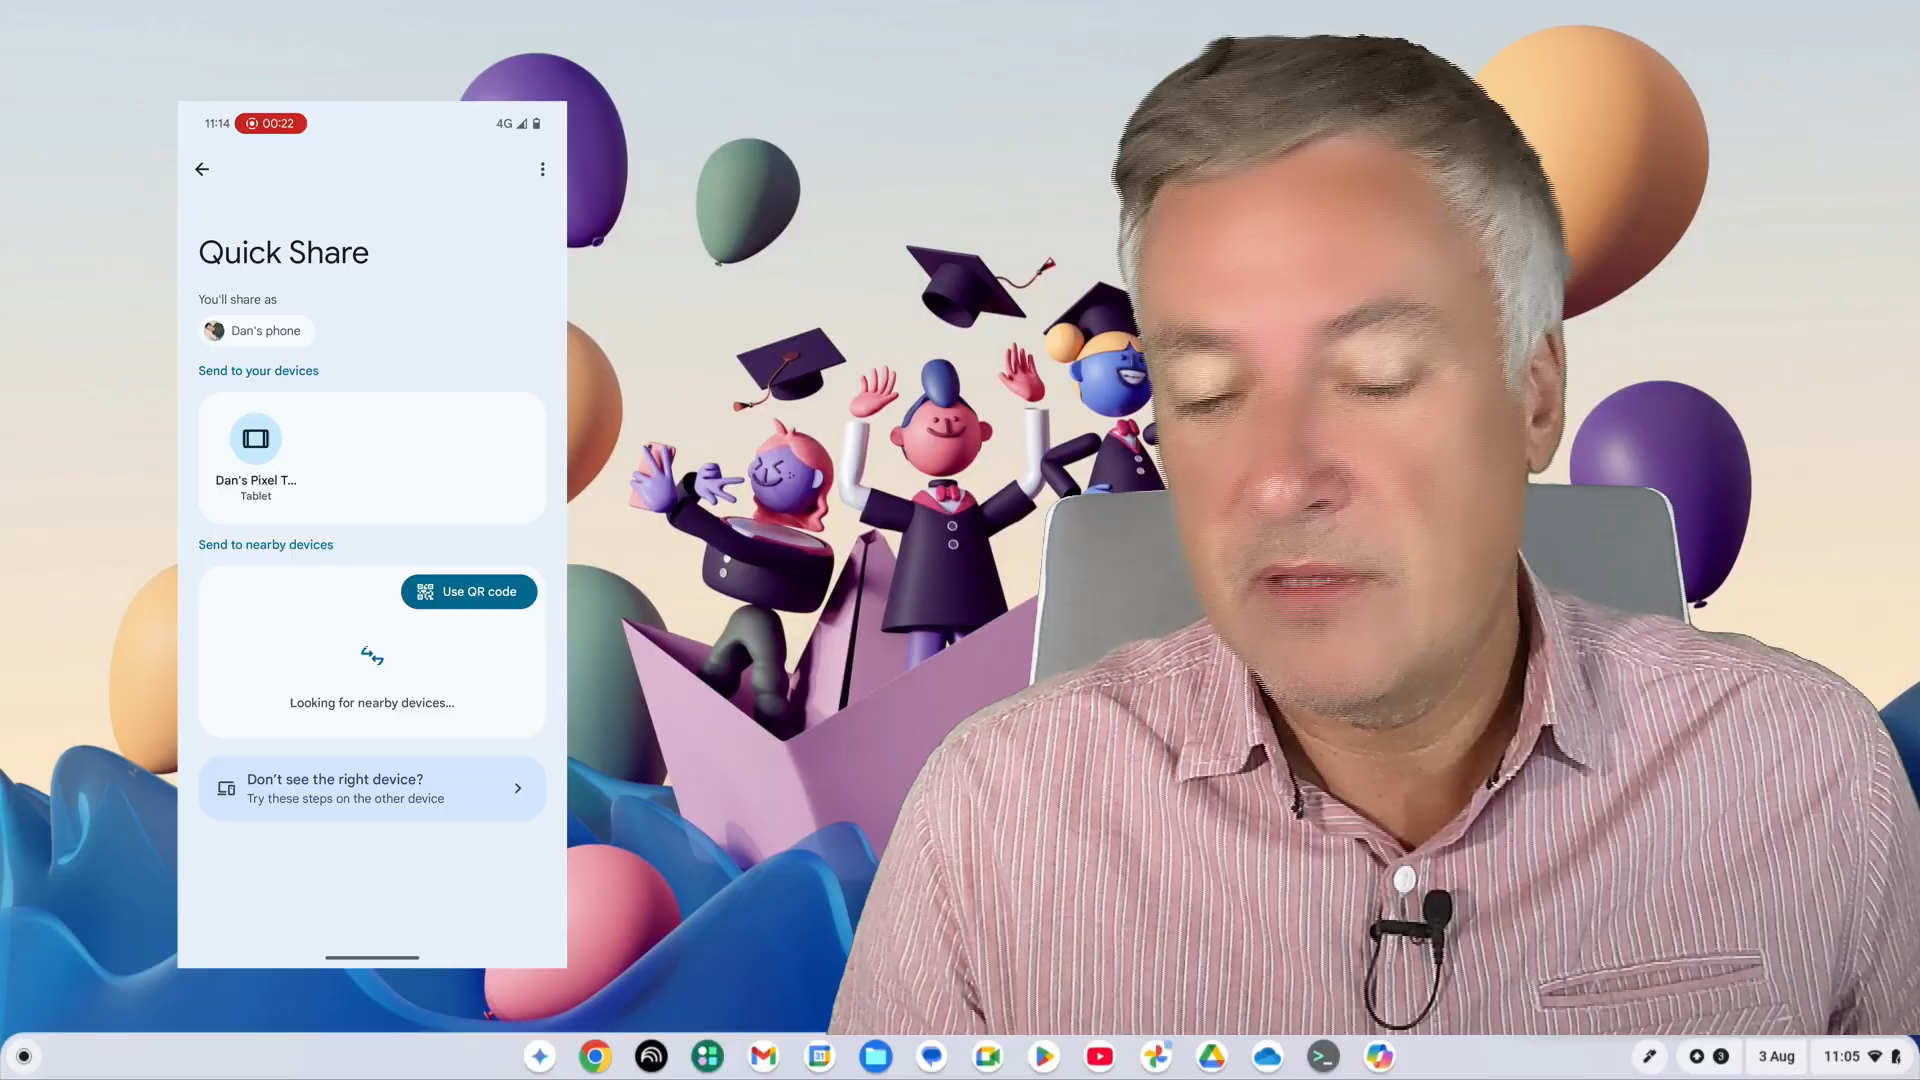 11:14 00:22 4G
Quick Share
You'll share as
Dan's phone
Send to your devices
Dan's Pixel T...
Tablet
Send to nearby devices
Use QR code
Looking for nearby devices...
Don't see the right device?
Try these steps on the other device
31
3
3 Aug
11:05